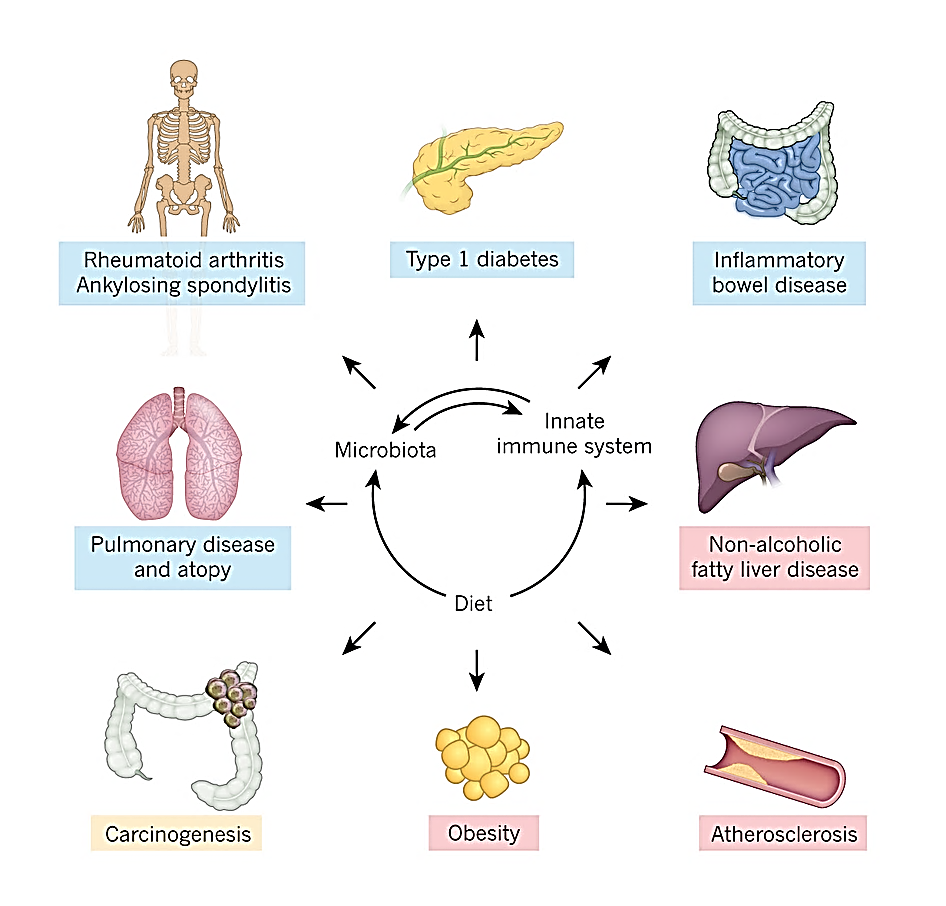 Rheumatoid arthritis
Ankylosing spondylitis
Type 1 diabetes
Inflammatory
bowel disease
Microbiota
Innate
immune system
Pulmonary disease
and atopy
Non-alcoholic
fatty liver disease
Diet
Carcinogenesis
Obesity
Atherosclerosis